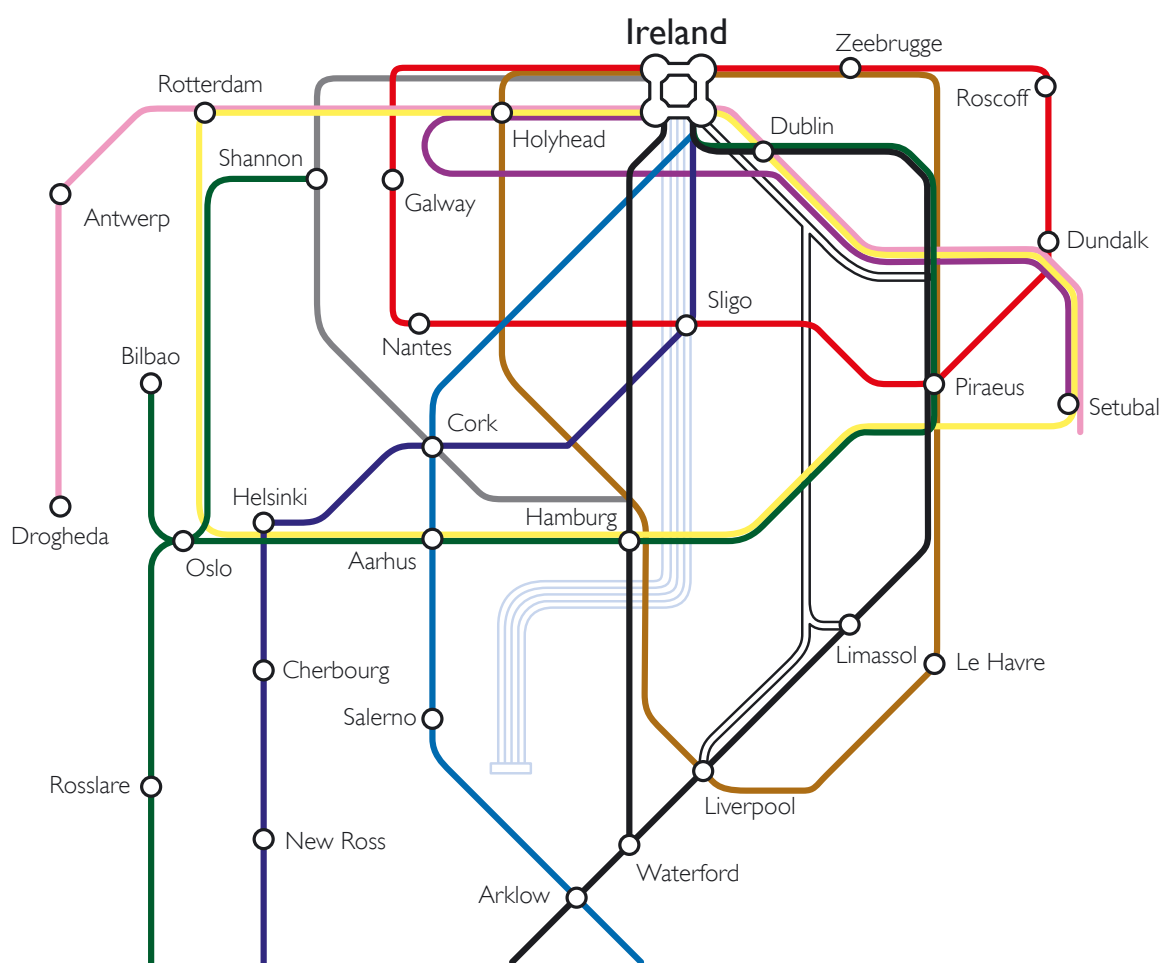 Ireland
Zeebrugge
Rotterdam
Roscoff
Holyhead
Dublin
Shannon
Galway
Antwerp
Dundalk
Sligo
Nantes
Bilbao
Piraeus
Setubal
Cork
Helsinki
Hamburg
Drogheda
Aarhus
Oslo
Limassol
Le Havre
Cherbourg
Salerno
Rosslare
Liverpool
New Ross
Waterford
Arklow